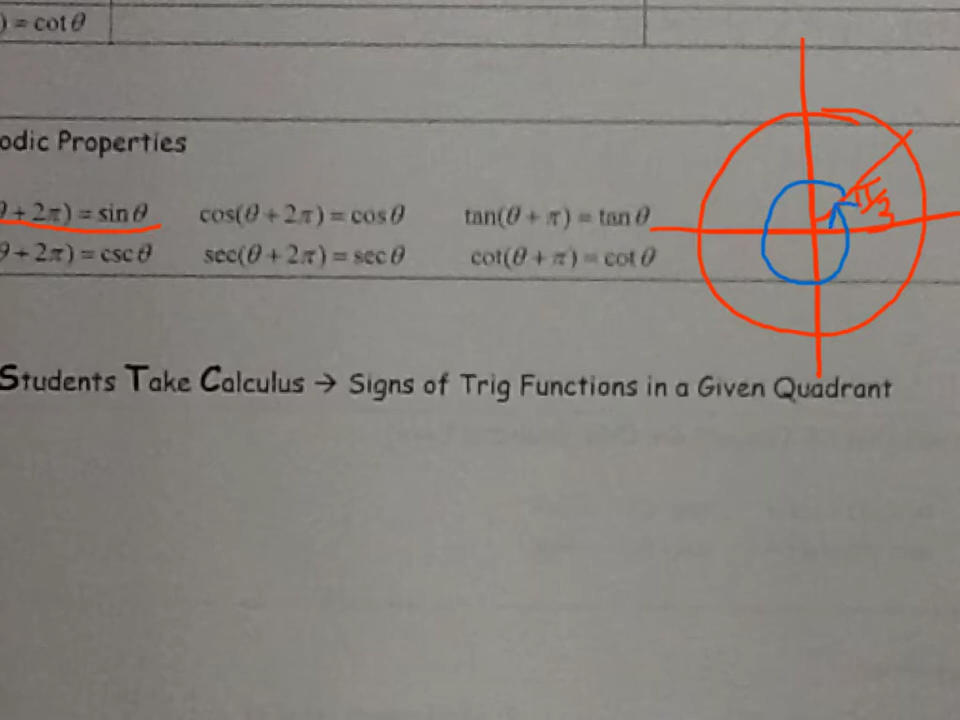 ) = cot θ
odic Properties
θ + 2π) = sin θ cos(θ + 2π) = cos θ tan(θ + π) = tan θ
θ + 2π) = csc θ sec(θ + 2π) = sec θ cot(θ + π) = cot θ
π/3
Students Take Calculus → Signs of Trig Functions in a Given Quadrant